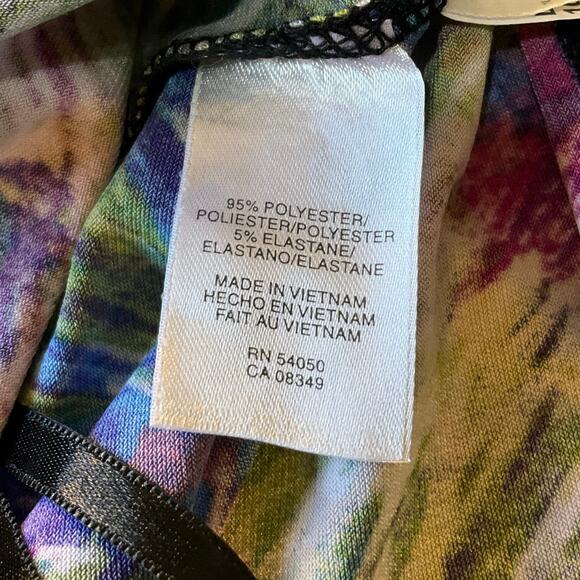 95% POLYESTER/
POLIESTER/POLYESTER
5% ELASTANE/
ELASTANO/ELASTANE
MADE IN VIETNAM
HECHO EN VIETNAM
FAIT AU VIETNAM
RN 54050
CA 08349